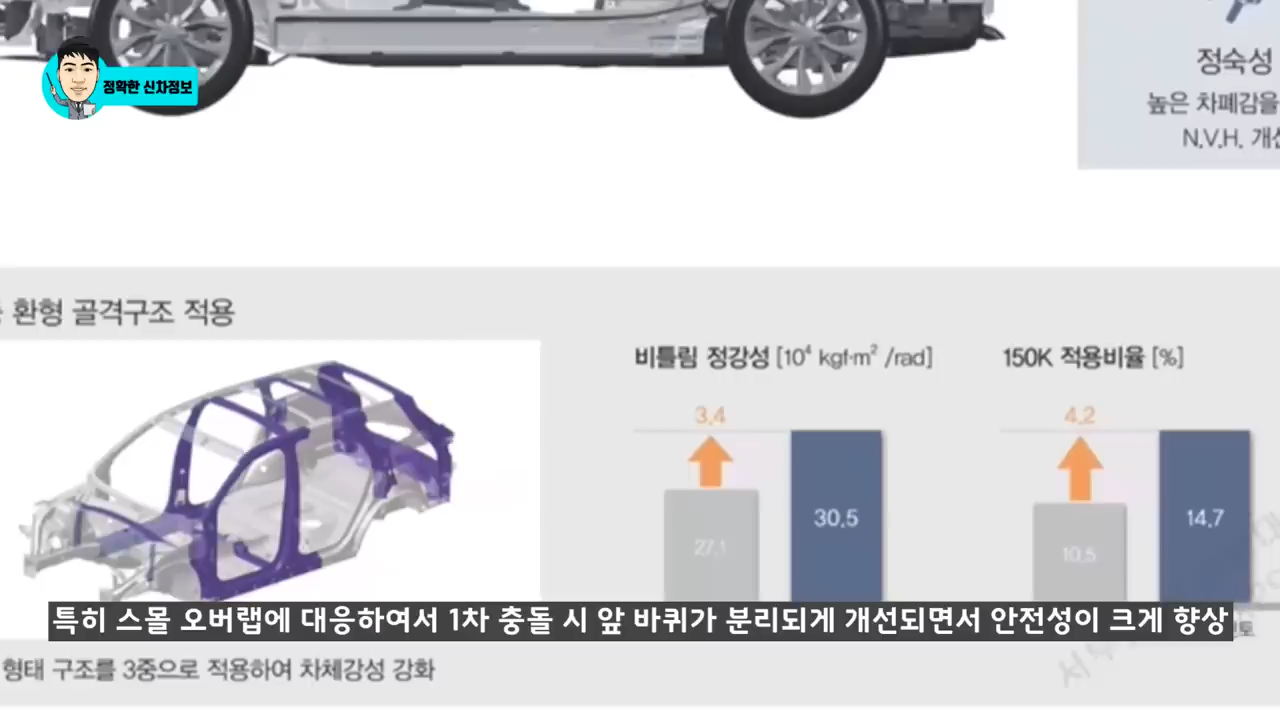 정확한 신차정보
정숙성
높은 차폐감을
N.V.H. 개선
환형 골격구조 적용
비틀림 정강성 [10⁴ kgf·m² /rad]
3.4
27.1
30.5
150K 적용비율 [%]
4.2
10.5
14.7
특히 스몰 오버랩에 대응하여서 1차 충돌 시 앞 바퀴가 분리되게 개선되면서 안전성이 크게 향상
형태 구조를 3중으로 적용하여 차체강성 강화